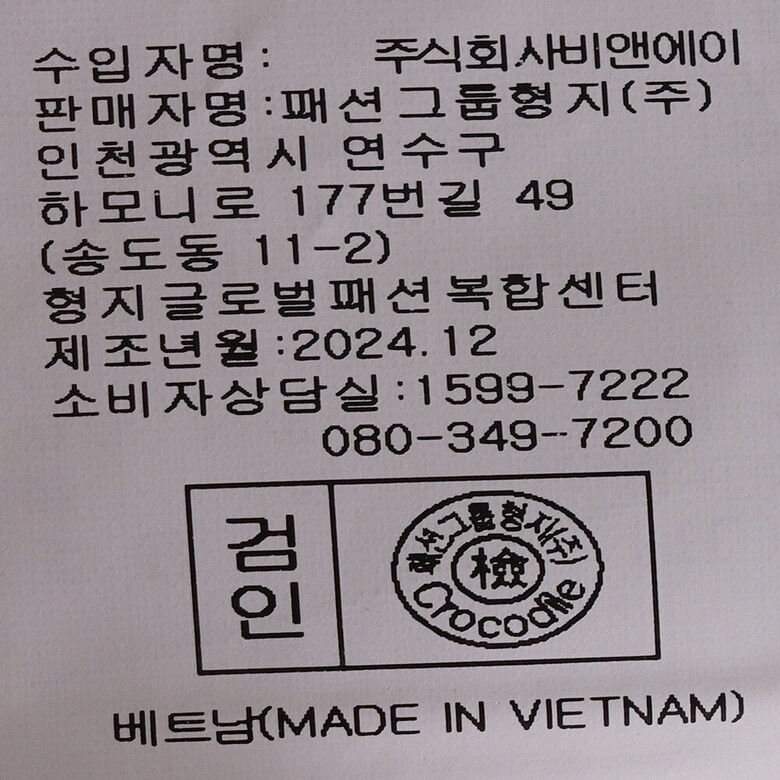 수입자명: 주식회사비앤에이
판매자명:패션그룹형지(주)
인천광역시 연수구
하모니로 177번길 49
(송도동 11-2)
형지글로벌패션복합센터
제조년월:2024.12
소비자상담실:1599-7222
080-349-7200
검인
패션그룹형지(주)
檢
Crocodile
베트남(MADE IN VIETNAM)